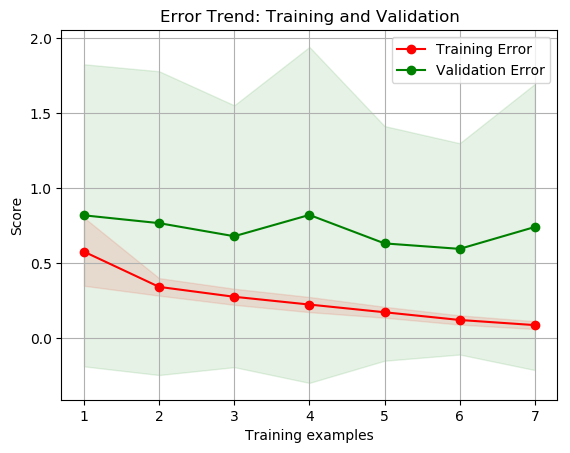 Error Trend: Training and Validation
Training Error
Validation Error
2.0
1.5
1.0
0.5
0.0
Score
1 2 3 4 5 6 7
Training examples